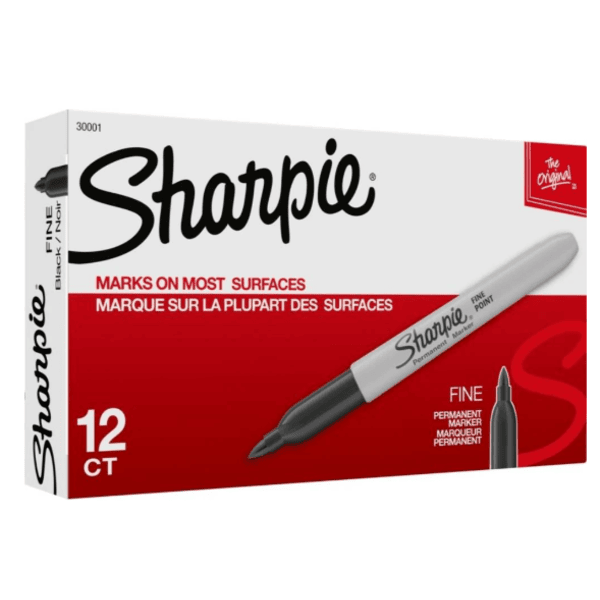 30001
Sharpie®
The
Original
MARKS ON MOST SURFACES
MARQUE SUR LA PLUPART DES SURFACES
Sharpie®
Permanent Marker
FINE
POINT
12
CT
FINE
PERMANENT
MARKER
MARQUEUR
PERMANENT
Sharpie
FINE
Black / Noir